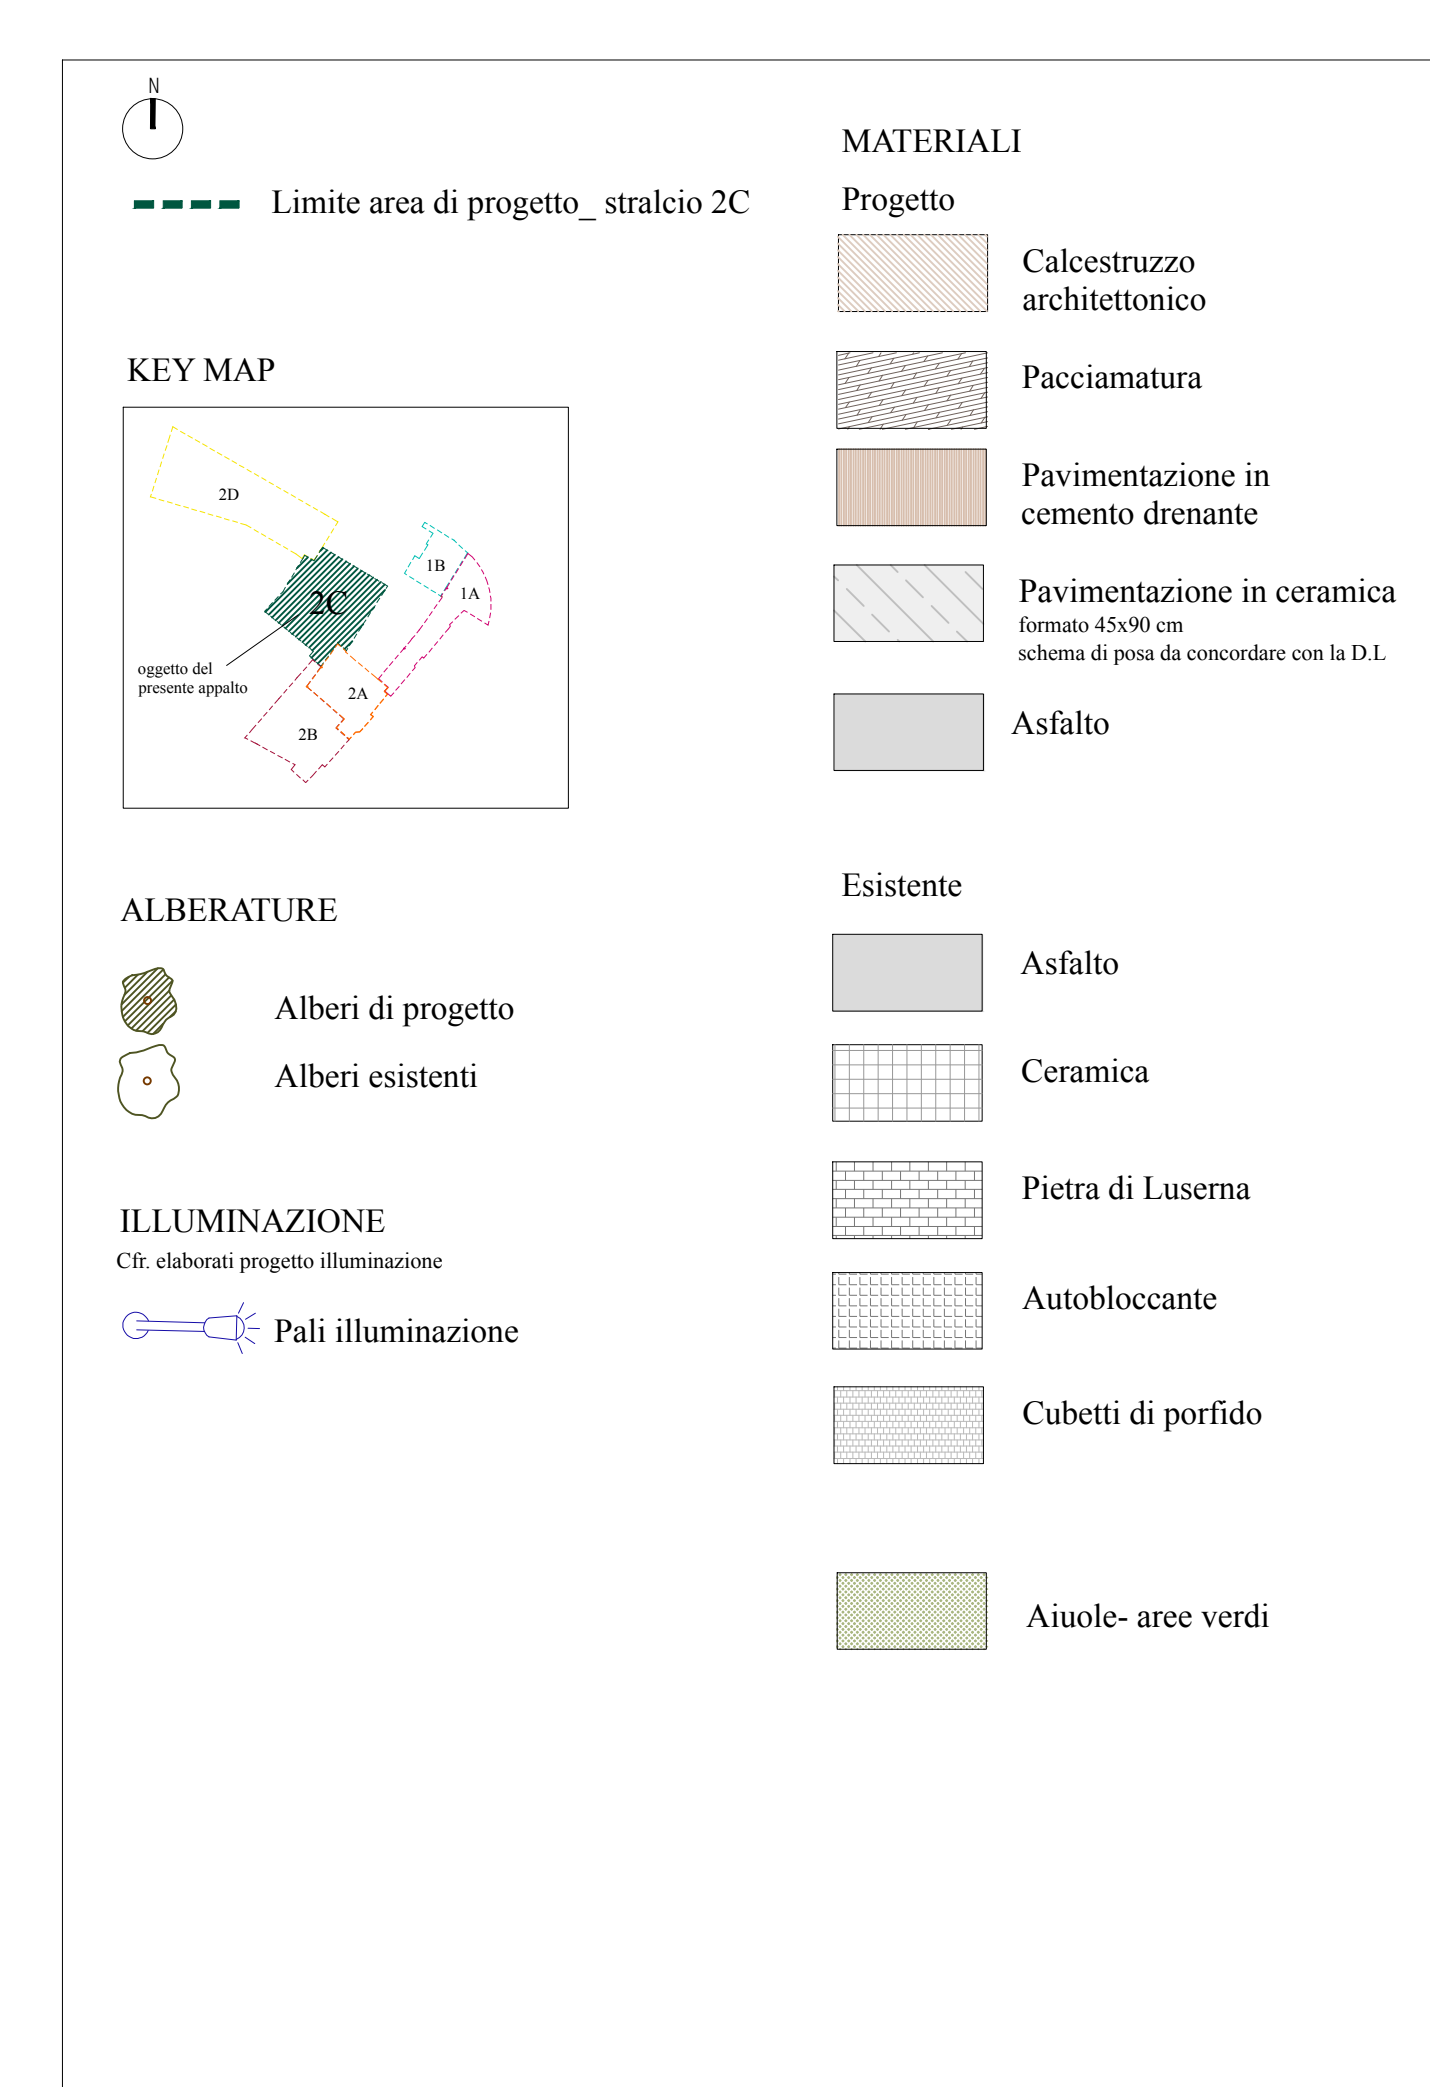 N
Limite area di progetto_ stralcio 2C
KEY MAP
2D
1B
1A
2C
oggetto del
presente appalto
2A
2B
ALBERATURE
Alberi di progetto
Alberi esistenti
ILLUMINAZIONE
Cfr. elaborati progetto illuminazione
Pali illuminazione
MATERIALI
Progetto
Calcestruzzo
architettonico
Pacciamatura
Pavimentazione in
cemento drenante
Pavimentazione in ceramica
formato 45x90 cm
schema di posa da concordare con la D.L
Asfalto
Esistente
Asfalto
Ceramica
Pietra di Luserna
Autobloccante
Cubetti di porfido
Aiuole- aree verdi